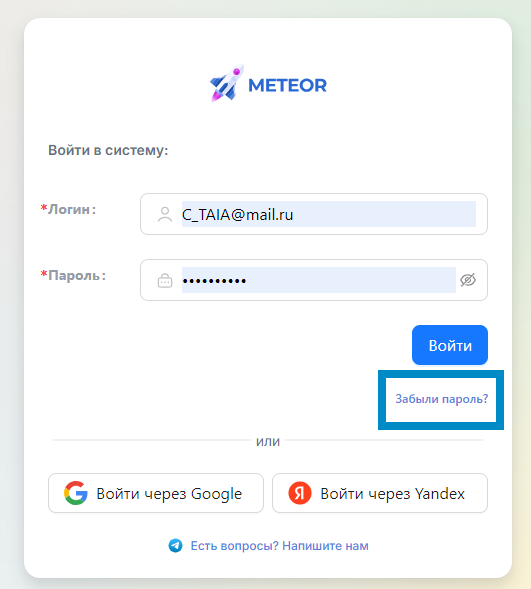 METEOR
Войти в систему:
*Логин:
C_TAIA@mail.ru
*Пароль:
••••••••••
Войти
Забыли пароль?
или
Войти через Google
Я Войти через Yandex
Есть вопросы? Напишите нам